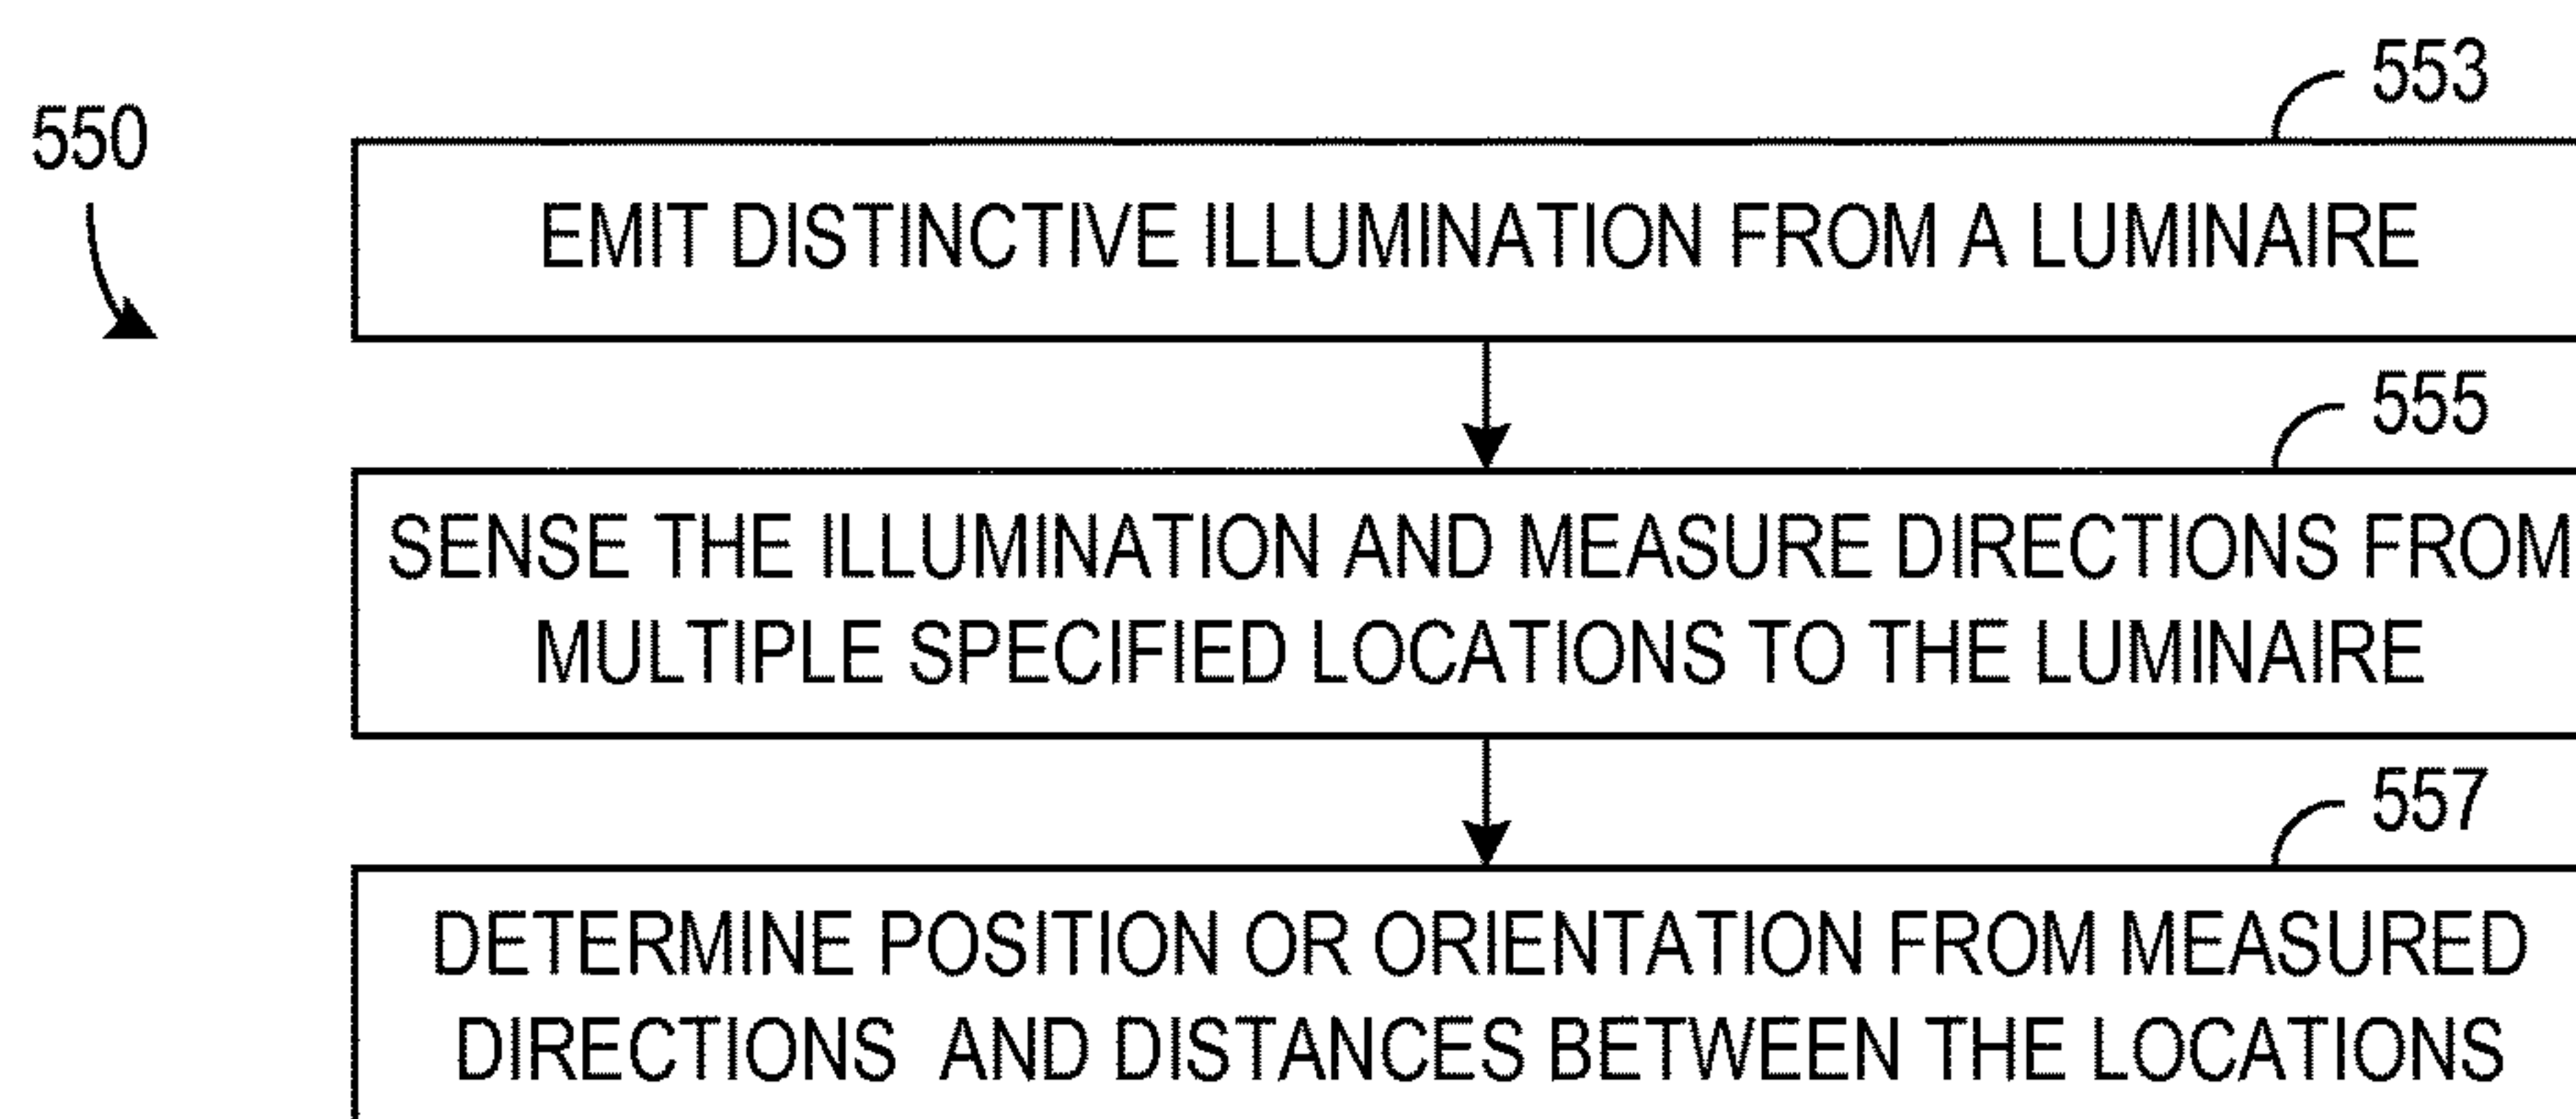 553
550
EMIT DISTINCTIVE ILLUMINATION FROM A LUMINAIRE
555
SENSE THE ILLUMINATION AND MEASURE DIRECTIONS FROM
MULTIPLE SPECIFIED LOCATIONS TO THE LUMINAIRE
557
DETERMINE POSITION OR ORIENTATION FROM MEASURED
DIRECTIONS AND DISTANCES BETWEEN THE LOCATIONS